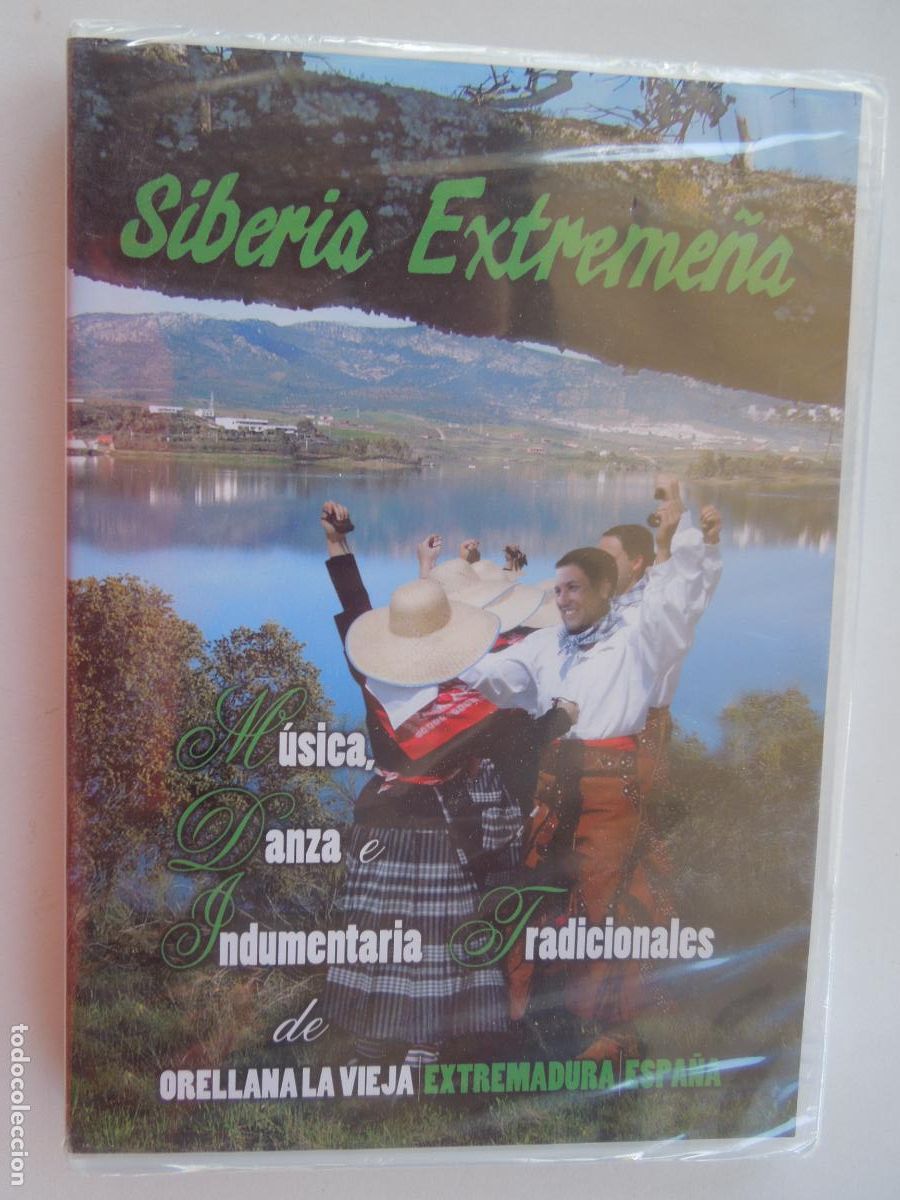 Siberia Extremeña
Música,
Danza e
Indumentaria Tradicionales
de
ORELLANA LA VIEJA|EXTREMADURA|ESPAÑA
todocoleccion